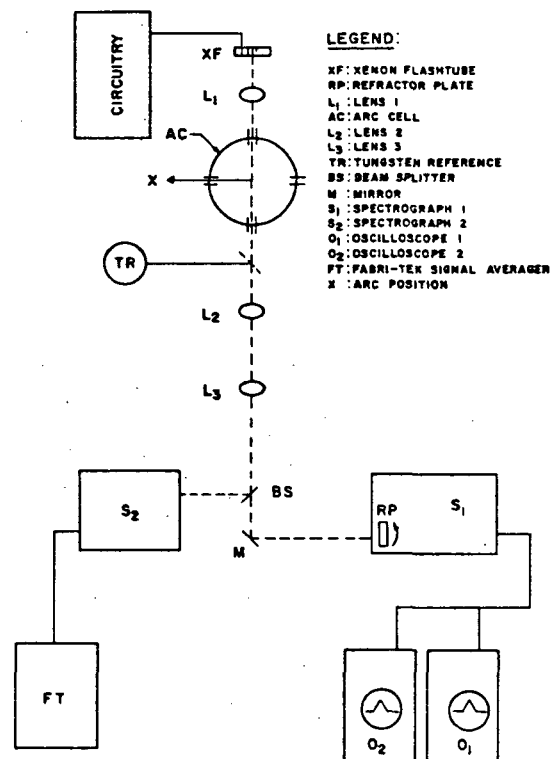 CIRCUITRY
XF
L₁
AC
X
TR
L₂
L₃
BS
S₂
M
RP
S₁
FT
O₂
O₁
LEGEND:
XF: XENON FLASHTUBE
RP: REFRACTOR PLATE
L₁: LENS 1
AC: ARC CELL
L₂: LENS 2
L₃: LENS 3
TR: TUNGSTEN REFERENCE
BS: BEAM SPLITTER
M: MIRROR
S₁: SPECTROGRAPH 1
S₂: SPECTROGRAPH 2
O₁: OSCILLOSCOPE 1
O₂: OSCILLOSCOPE 2
FT: FABRI-TEK SIGNAL AVERAGER
X: ARC POSITION